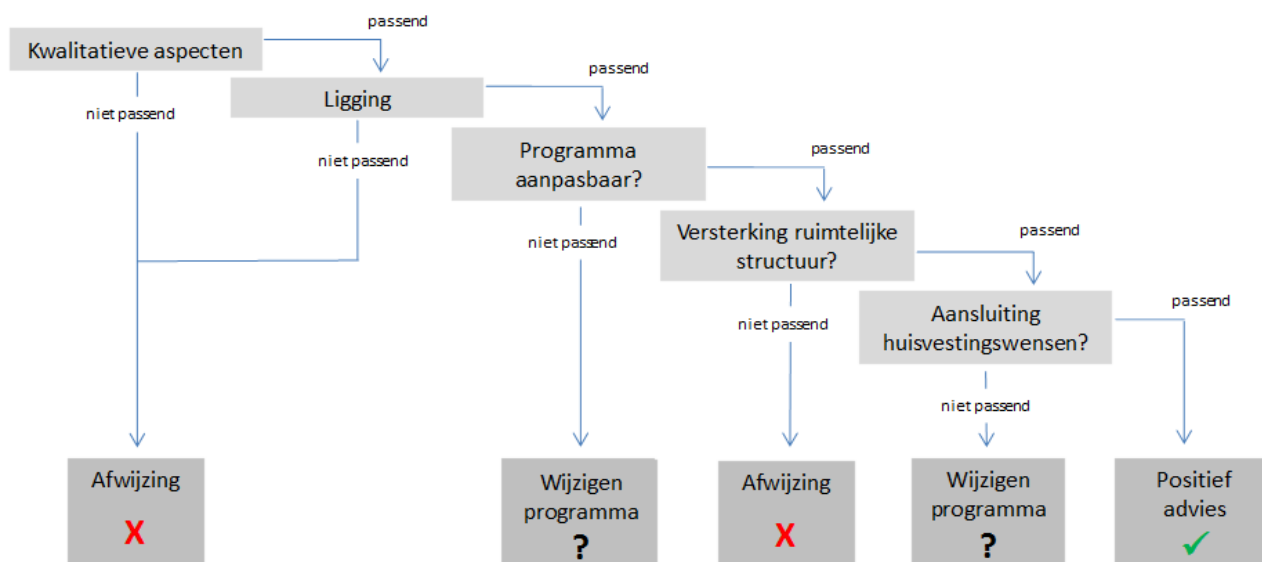 passend
Kwalitatieve aspecten
niet passend
passend
Ligging
niet passend
passend
Programma
aanpasbaar?
niet passend
passend
Versterking ruimtelijke
structuur?
niet passend
passend
Aansluiting
huisvestingswensen?
niet passend
Afwijzing
X
Wijzigen
programma
?
Afwijzing
X
Wijzigen
programma
?
Positief
advies
✓